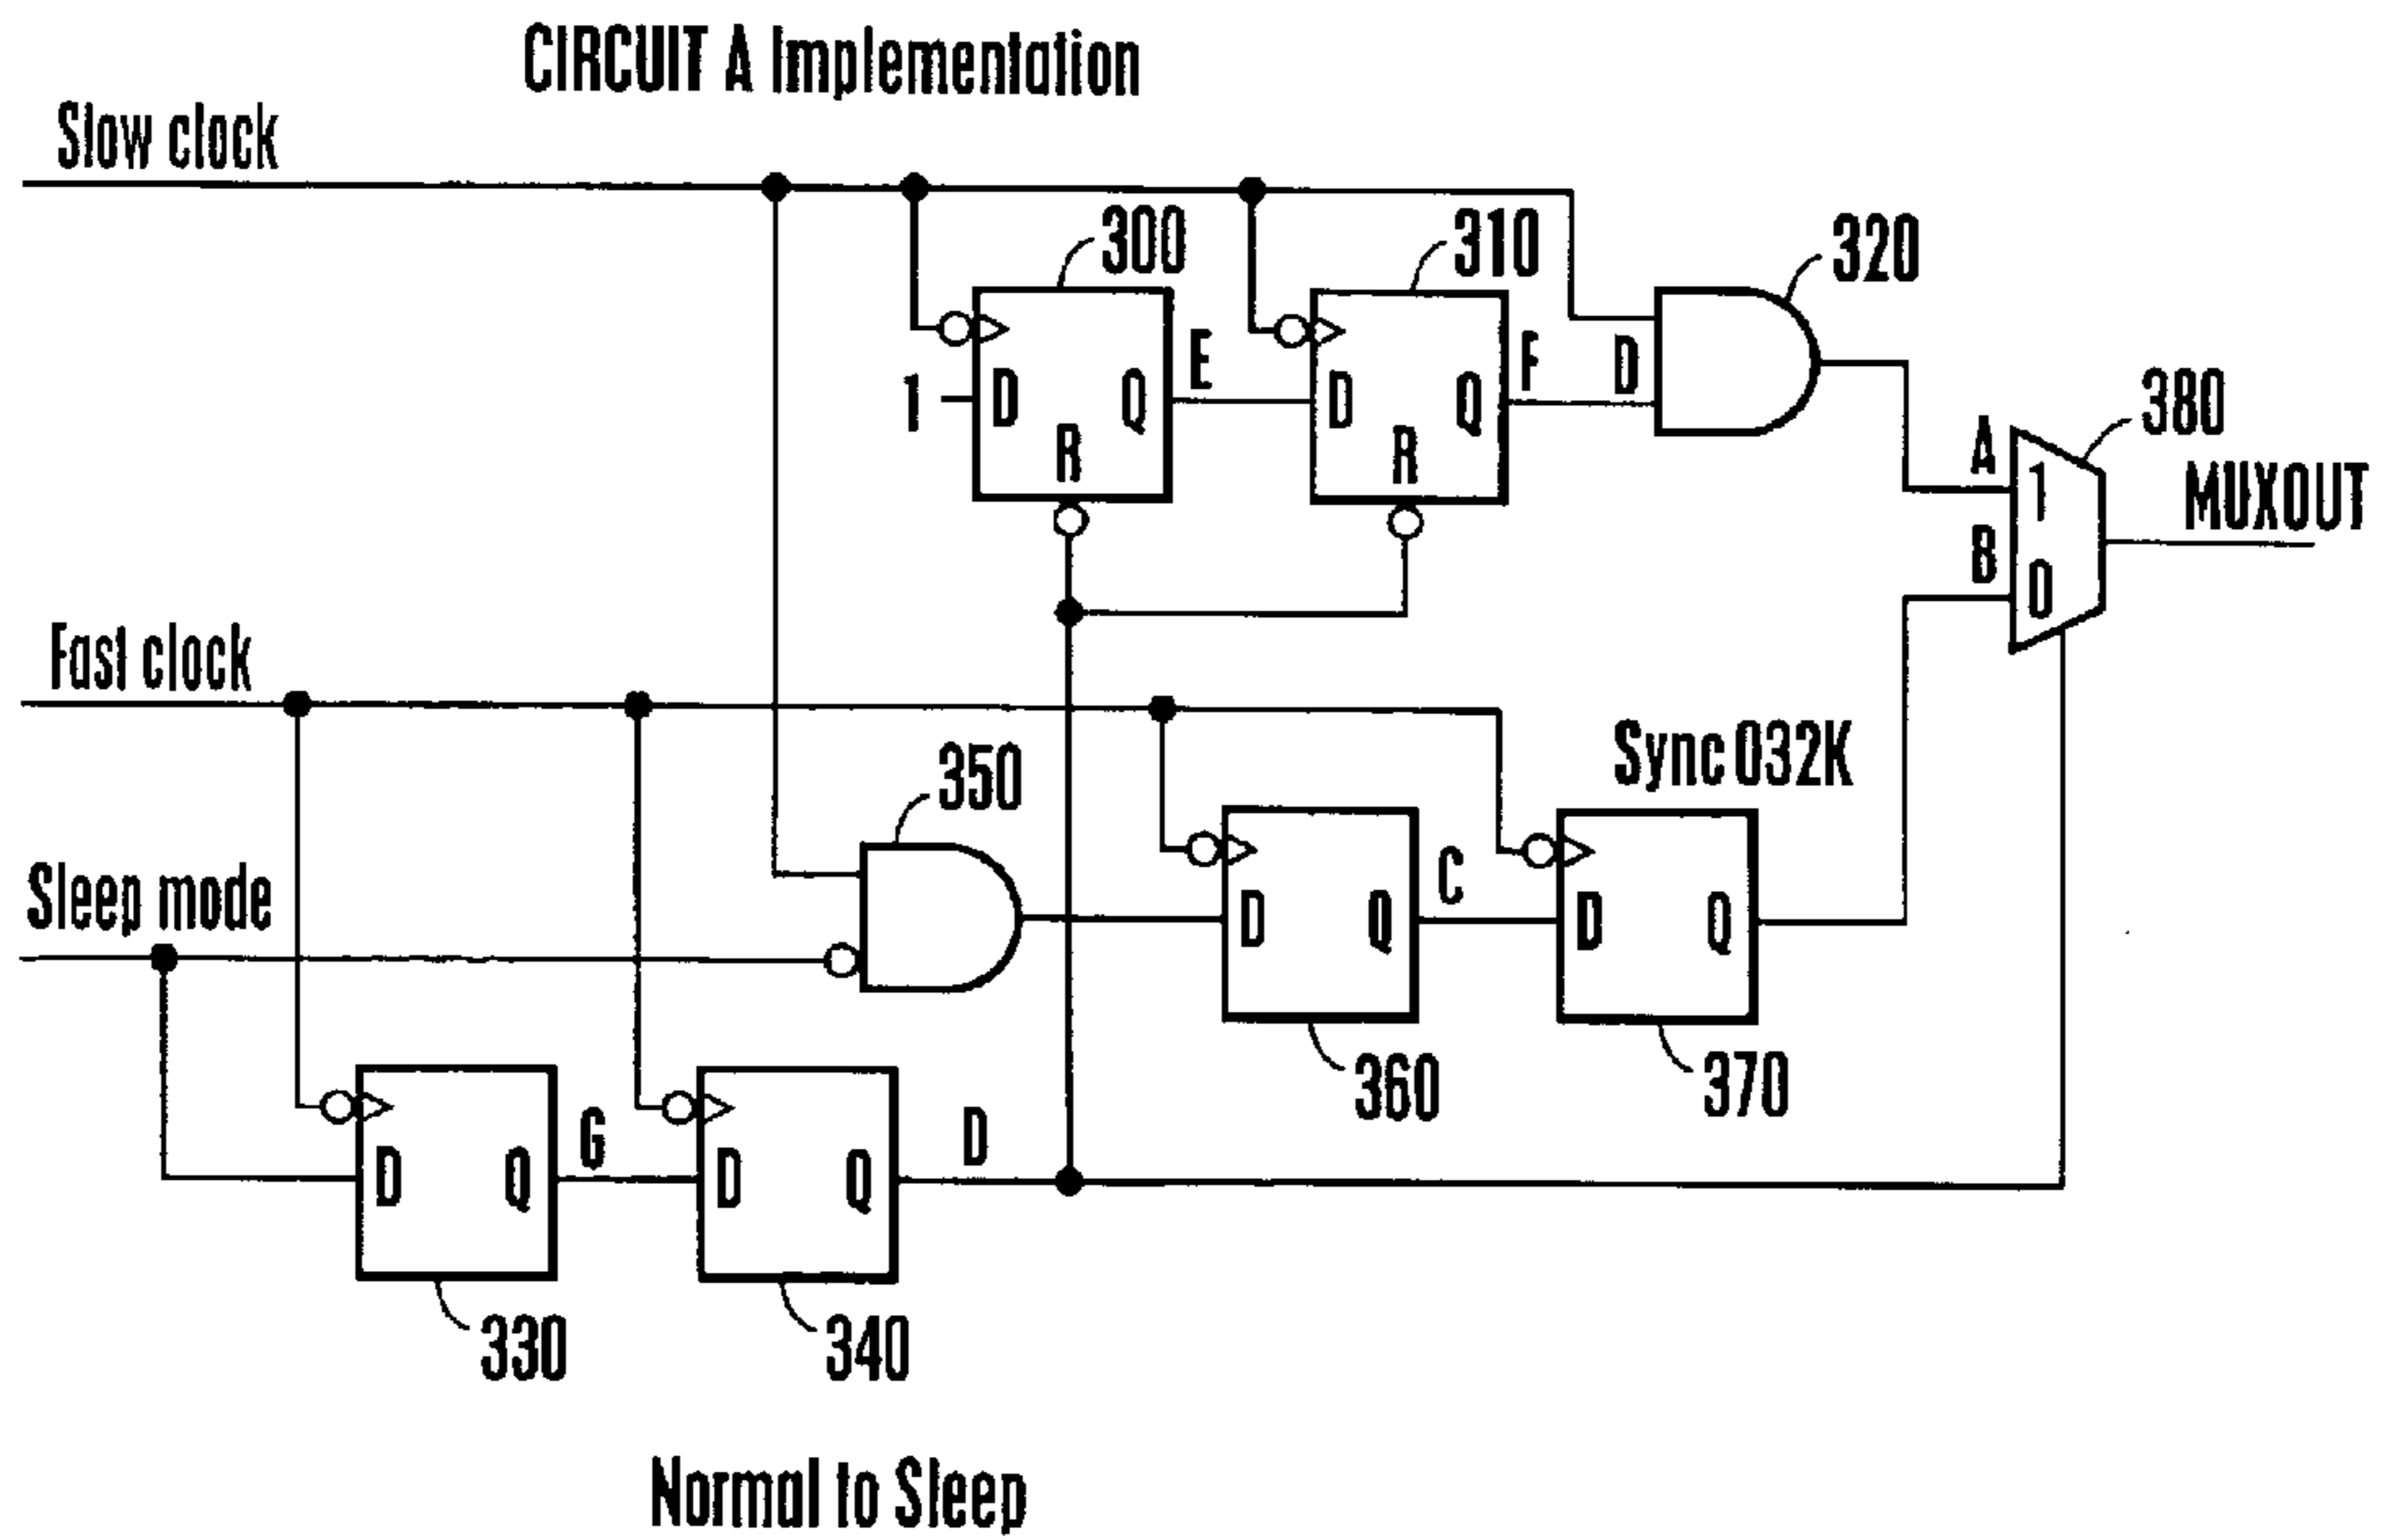 CIRCUIT A Implementation
Slow clock
300
310
320
1
D
Q
R
E
D
Q
R
F
D
380
A
1
MUXOUT
B
0
Fast clock
350
Sync 032K
Sleep mode
D
Q
C
D
Q
360
370
D
Q
G
D
Q
D
330
340
Normal to Sleep